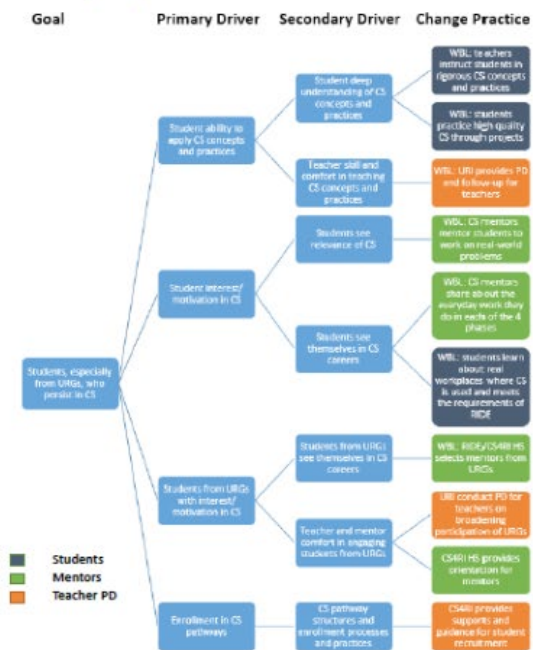 Goal
Primary Driver
Secondary Driver
Change Practice
Students, especially
from URGs, who
persist in CS
Student ability to
apply CS concepts
and practices
Student deep
understanding of CS
concepts and
practices
WBL: teachers
instruct students in
rigorous CS concepts
and practices
WBL: students
practice high quality
CS through projects
Teacher skill and
comfort in teaching
CS concepts and
practices
WBL: URI provides PD
and follow-up for
teachers
Student interest/
motivation in CS
Students see
relevance of CS
WBL: CS mentors
mentor students to
work on real-world
problems
Students see
themselves in CS
careers
WBL: CS mentors
share about the
everyday work they
do in each of the 4
phases
WBL: students learn
about real
workplaces where CS
is used and meets
the requirements of
RIDE
Students from URGs
with interest/
motivation in CS
Students from URGs
see themselves in CS
careers
WBL: RIDE/CS4RI HS
selects mentors from
URGs
Teacher and mentor
comfort in engaging
students from URGs
URI conduct PD for
teachers on
broadening
participation of URGs
CS4RI HS provides
orientation for
mentors
Enrollment in CS
pathways
CS pathway
structures and
enrollment processes
and practices
CS4RI provides
supports and
guidance for student
recruitment
Students
Mentors
Teacher PD